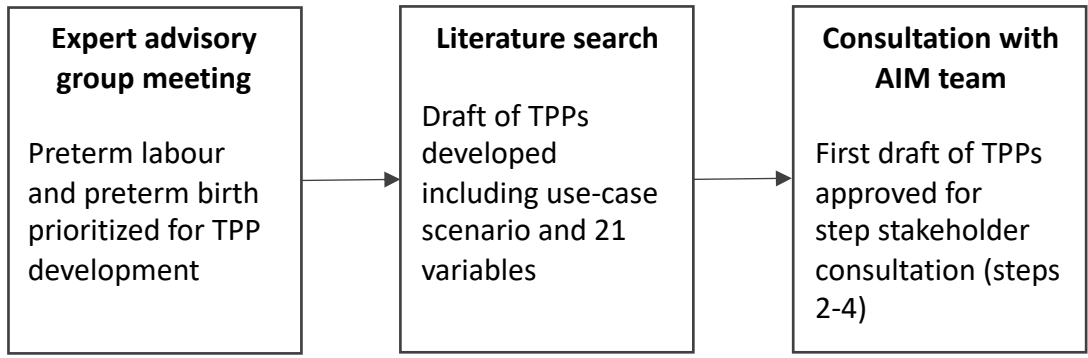 Expert advisory
group meeting
Preterm labour
and preterm birth
prioritized for TPP
development
Literature search
Draft of TPPs
developed
including use-case
scenario and 21
variables
Consultation with
AIM team
First draft of TPPs
approved for
step stakeholder
consultation (steps
2-4)